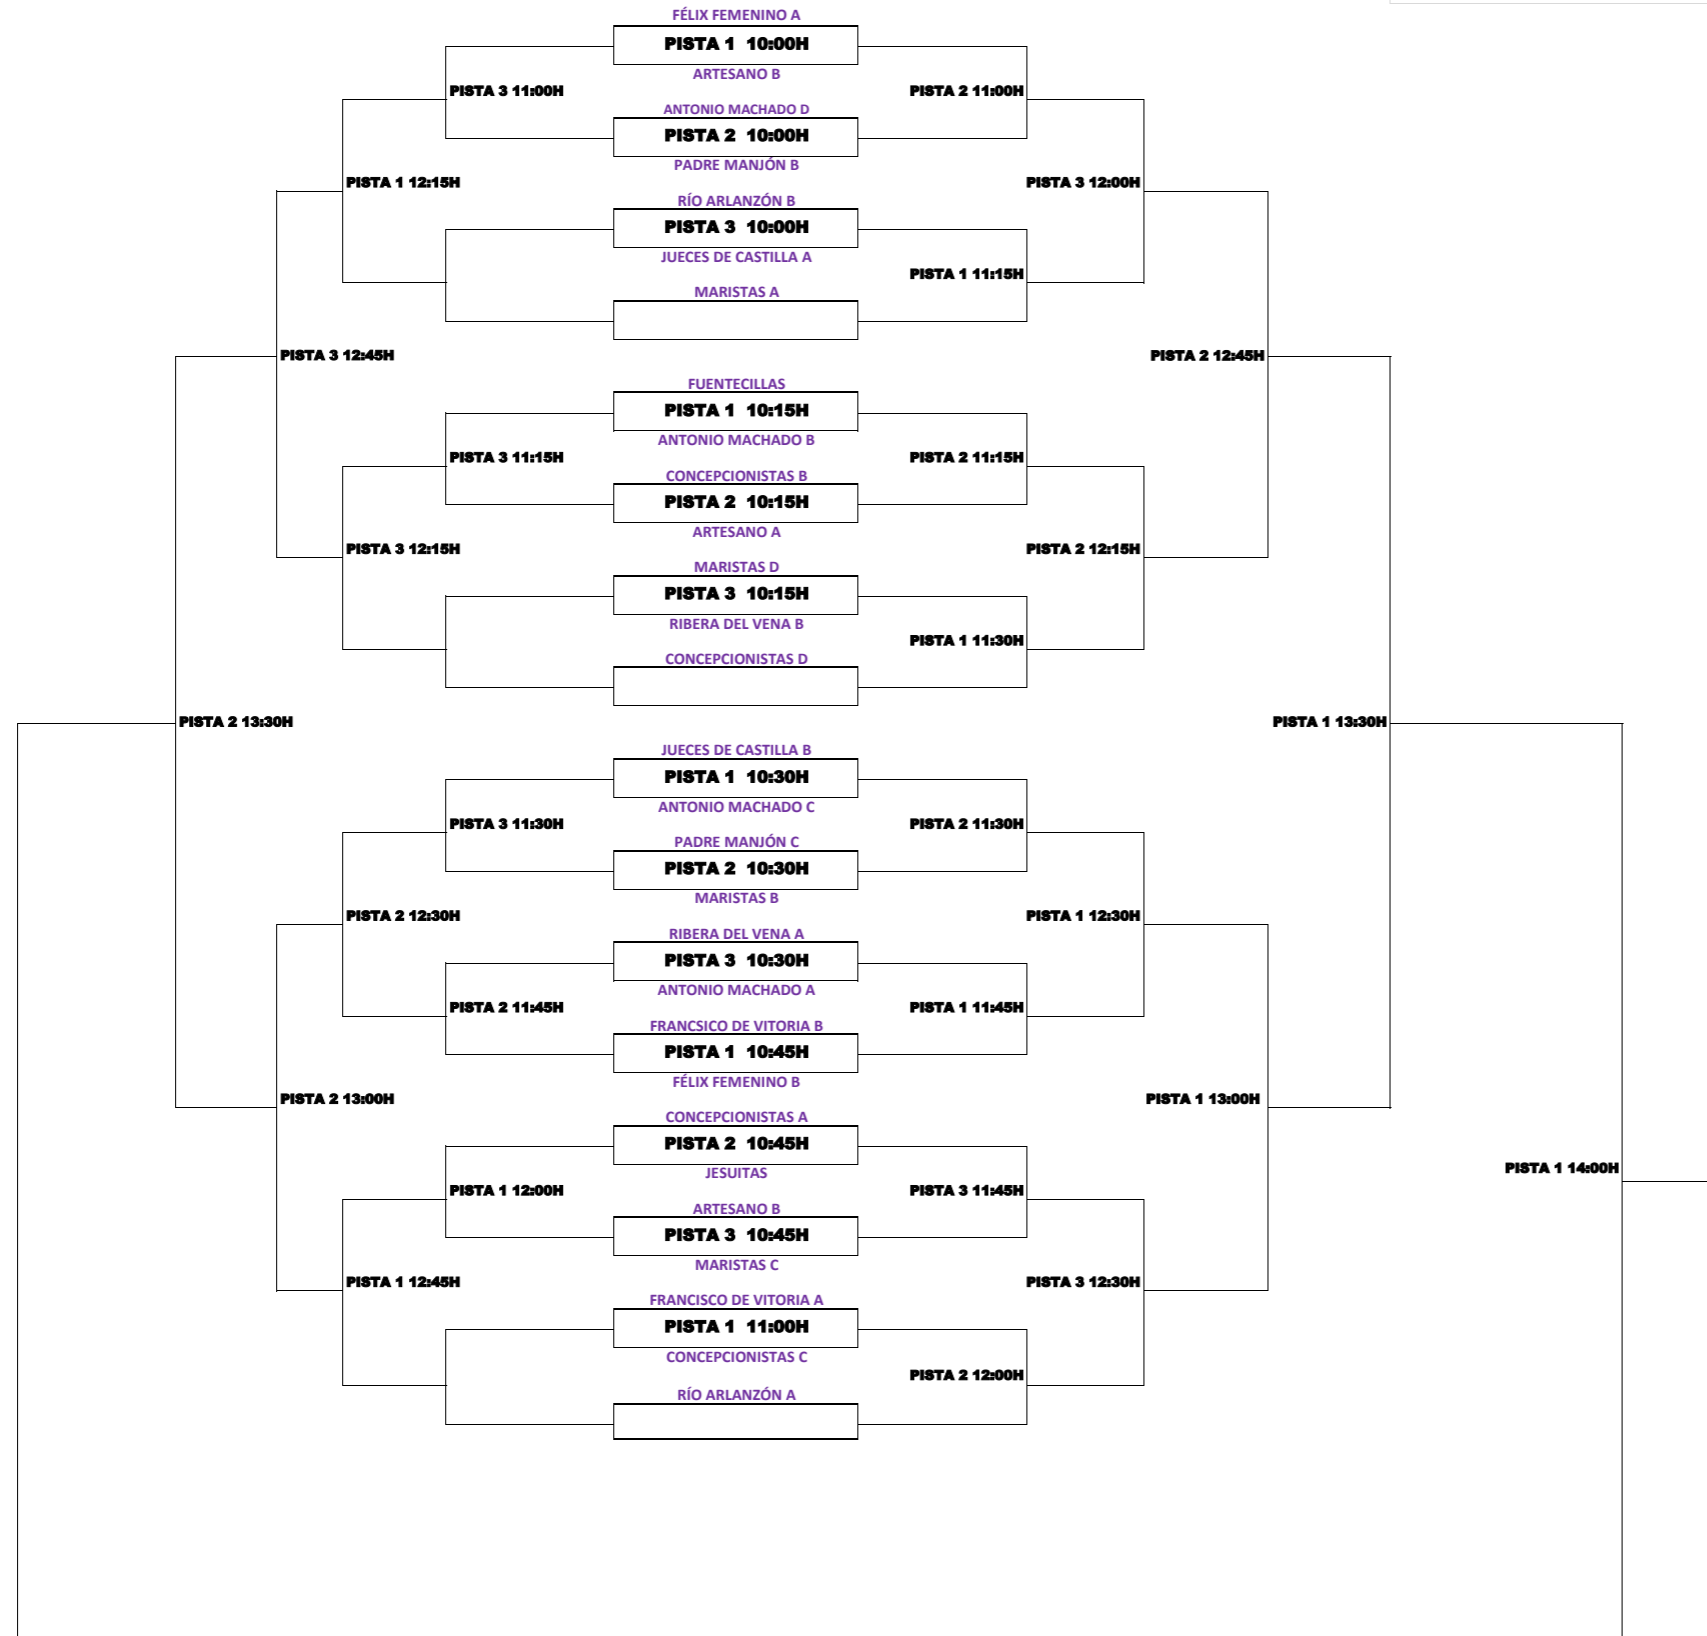 FÉLIX FEMENINO A
PISTA 1 10:00H
ARTESANO B
PISTA 3 11:00H
PISTA 2 11:00H
ANTONIO MACHADO D
PISTA 2 10:00H
PADRE MANJÓN B
PISTA 1 12:15H
PISTA 3 12:00H
RÍO ARLANZÓN B
PISTA 3 10:00H
JUECES DE CASTILLA A
PISTA 1 11:15H
MARISTAS A
PISTA 3 12:45H
PISTA 2 12:45H
FUENTECILLAS
PISTA 1 10:15H
ANTONIO MACHADO B
PISTA 3 11:15H
PISTA 2 11:15H
CONCEPCIONISTAS B
PISTA 2 10:15H
ARTESANO A
PISTA 3 12:15H
PISTA 2 12:15H
MARISTAS D
PISTA 3 10:15H
RIBERA DEL VENA B
PISTA 1 11:30H
CONCEPCIONISTAS D
PISTA 2 13:30H
PISTA 1 13:30H
JUECES DE CASTILLA B
PISTA 1 10:30H
ANTONIO MACHADO C
PISTA 3 11:30H
PISTA 2 11:30H
PADRE MANJÓN C
PISTA 2 10:30H
MARISTAS B
PISTA 2 12:30H
PISTA 1 12:30H
RIBERA DEL VENA A
PISTA 3 10:30H
ANTONIO MACHADO A
PISTA 2 11:45H
PISTA 1 11:45H
FRANCSICO DE VITORIA B
PISTA 1 10:45H
FÉLIX FEMENINO B
PISTA 2 13:00H
PISTA 1 13:00H
CONCEPCIONISTAS A
PISTA 2 10:45H
JESUITAS
PISTA 1 14:00H
PISTA 1 12:00H
PISTA 3 11:45H
ARTESANO B
PISTA 3 10:45H
MARISTAS C
PISTA 1 12:45H
PISTA 3 12:30H
FRANCISCO DE VITORIA A
PISTA 1 11:00H
CONCEPCIONISTAS C
PISTA 2 12:00H
RÍO ARLANZÓN A